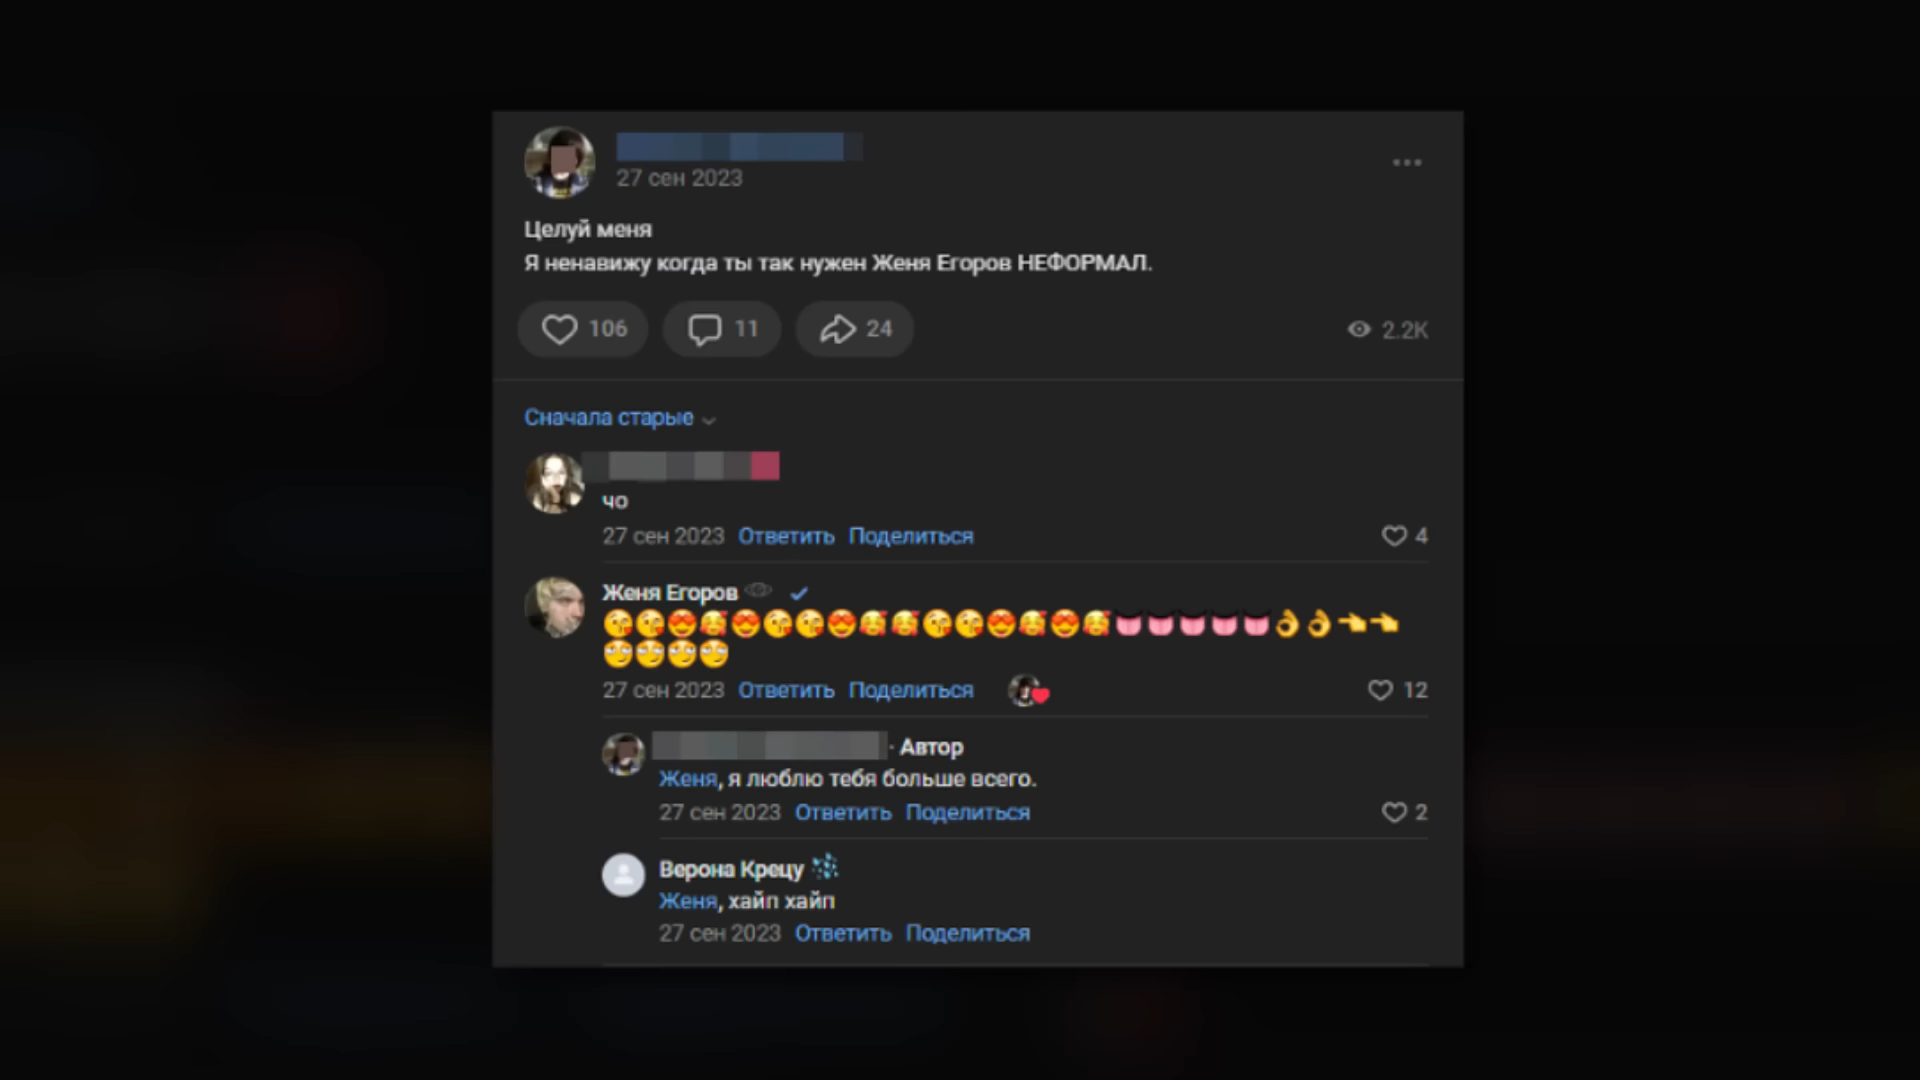 27 сен 2023
Целуй меня
Я ненавижу когда ты так нужен Женя Егоров НЕФОРМАЛ.
106 11 24 2.2K
Сначала старые
чо
27 сен 2023 Ответить Поделиться 4
Женя Егоров
😘😘😍🥰😍😘😘😍🥰🥰😘😘😍🥰😍🥰👅👅👅👅👅👌👌👈👈
🙄🙄🙄🙄
27 сен 2023 Ответить Поделиться 12
· Автор
Женя, я люблю тебя больше всего.
27 сен 2023 Ответить Поделиться 2
Верона Крецу
Женя, хайп хайп
27 сен 2023 Ответить Поделиться